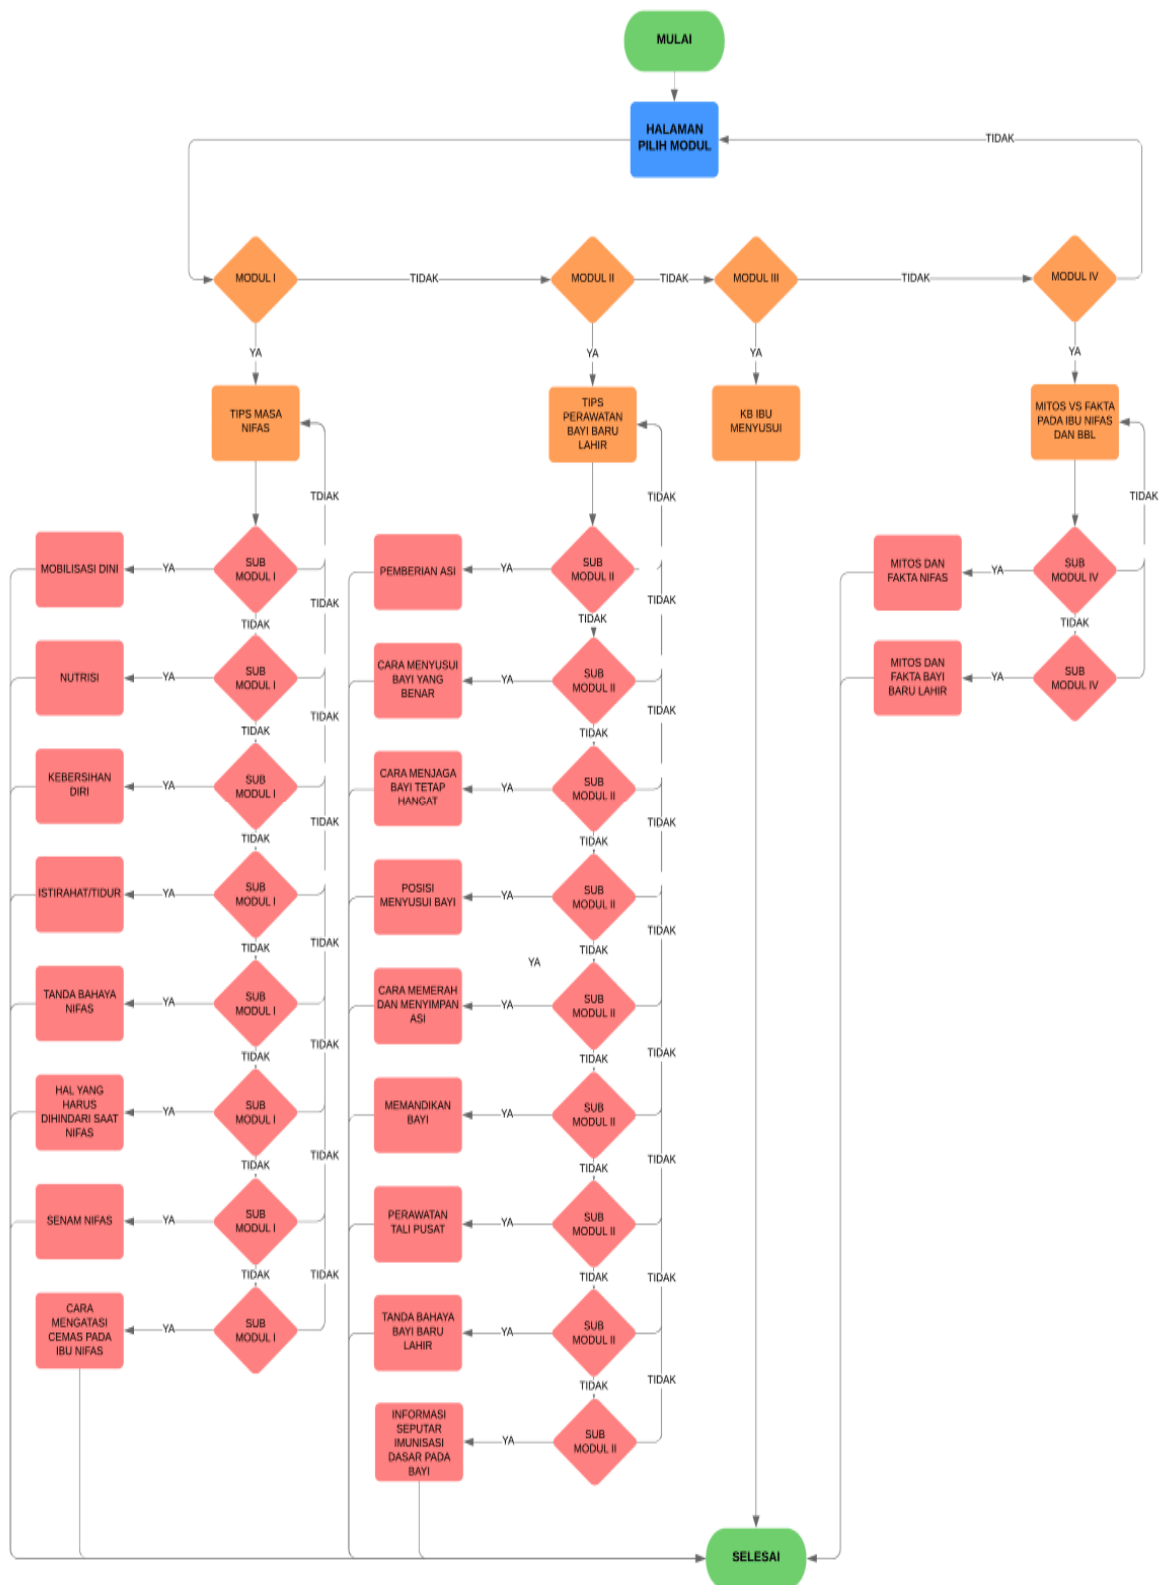 MULAI
HALAMAN
PILIH MODUL
TIDAK
MODUL I
TIDAK
MODUL II
TIDAK
MODUL III
TIDAK
MODUL IV
YA
YA
YA
YA
TIPS MASA
NIFAS
TIPS
PERAWATAN
BAYI BARU
LAHIR
KB IBU
MENYUSUI
MITOS VS FAKTA
PADA IBU NIFAS
DAN BBL
TDIAK
TIDAK
TIDAK
MOBILISASI DINI
YA
SUB
MODUL I
TIDAK
TIDAK
NUTRISI
YA
SUB
MODUL I
TIDAK
TIDAK
KEBERSIHAN
DIRI
YA
SUB
MODUL I
TIDAK
TIDAK
ISTIRAHAT/TIDUR
YA
SUB
MODUL I
TIDAK
TIDAK
TANDA BAHAYA
NIFAS
YA
SUB
MODUL I
TIDAK
TIDAK
HAL YANG
HARUS
DIHINDARI SAAT
NIFAS
YA
SUB
MODUL I
TIDAK
TIDAK
SENAM NIFAS
YA
SUB
MODUL I
TIDAK
TIDAK
CARA
MENGATASI
CEMAS PADA
IBU NIFAS
YA
SUB
MODUL I
PEMBERIAN ASI
YA
SUB
MODUL II
TIDAK
TIDAK
CARA MENYUSUI
BAYI YANG
BENAR
YA
SUB
MODUL II
TIDAK
TIDAK
CARA MENJAGA
BAYI TETAP
HANGAT
YA
SUB
MODUL II
TIDAK
TIDAK
POSISI
MENYUSUI BAYI
YA
SUB
MODUL II
TIDAK
TIDAK
YA
CARA MEMERAH
DAN MENYIMPAN
ASI
YA
SUB
MODUL II
TIDAK
TIDAK
MEMANDIKAN
BAYI
YA
SUB
MODUL II
TIDAK
TIDAK
PERAWATAN
TALI PUSAT
YA
SUB
MODUL II
TIDAK
TIDAK
TANDA BAHAYA
BAYI BARU
LAHIR
YA
SUB
MODUL II
TIDAK
TIDAK
INFORMASI
SEPUTAR
IMUNISASI
DASAR PADA
BAYI
YA
SUB
MODUL II
MITOS DAN
FAKTA NIFAS
YA
SUB
MODUL IV
TIDAK
MITOS DAN
FAKTA BAYI
BARU LAHIR
YA
SUB
MODUL IV
SELESAI